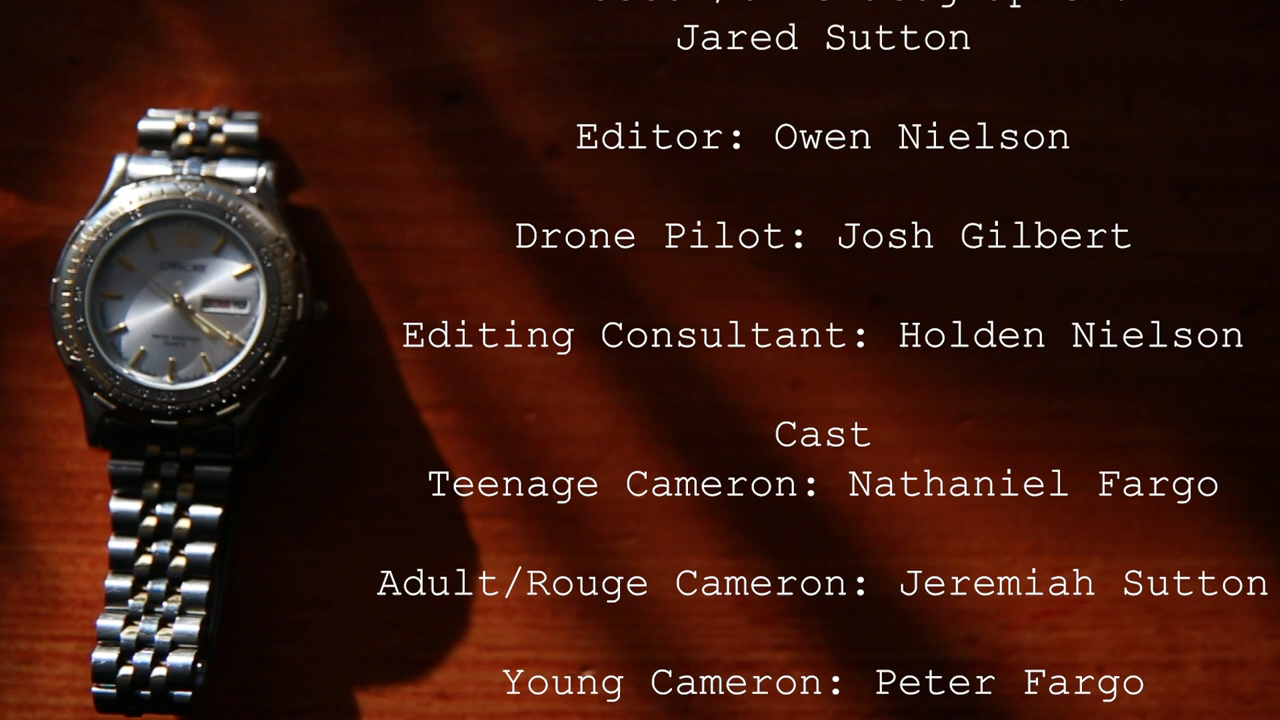 Jared Sutton
Editor: Owen Nielson
Drone Pilot: Josh Gilbert
Editing Consultant: Holden Nielson
Cast
Teenage Cameron: Nathaniel Fargo
Adult/Rouge Cameron: Jeremiah Sutton
Young Cameron: Peter Fargo